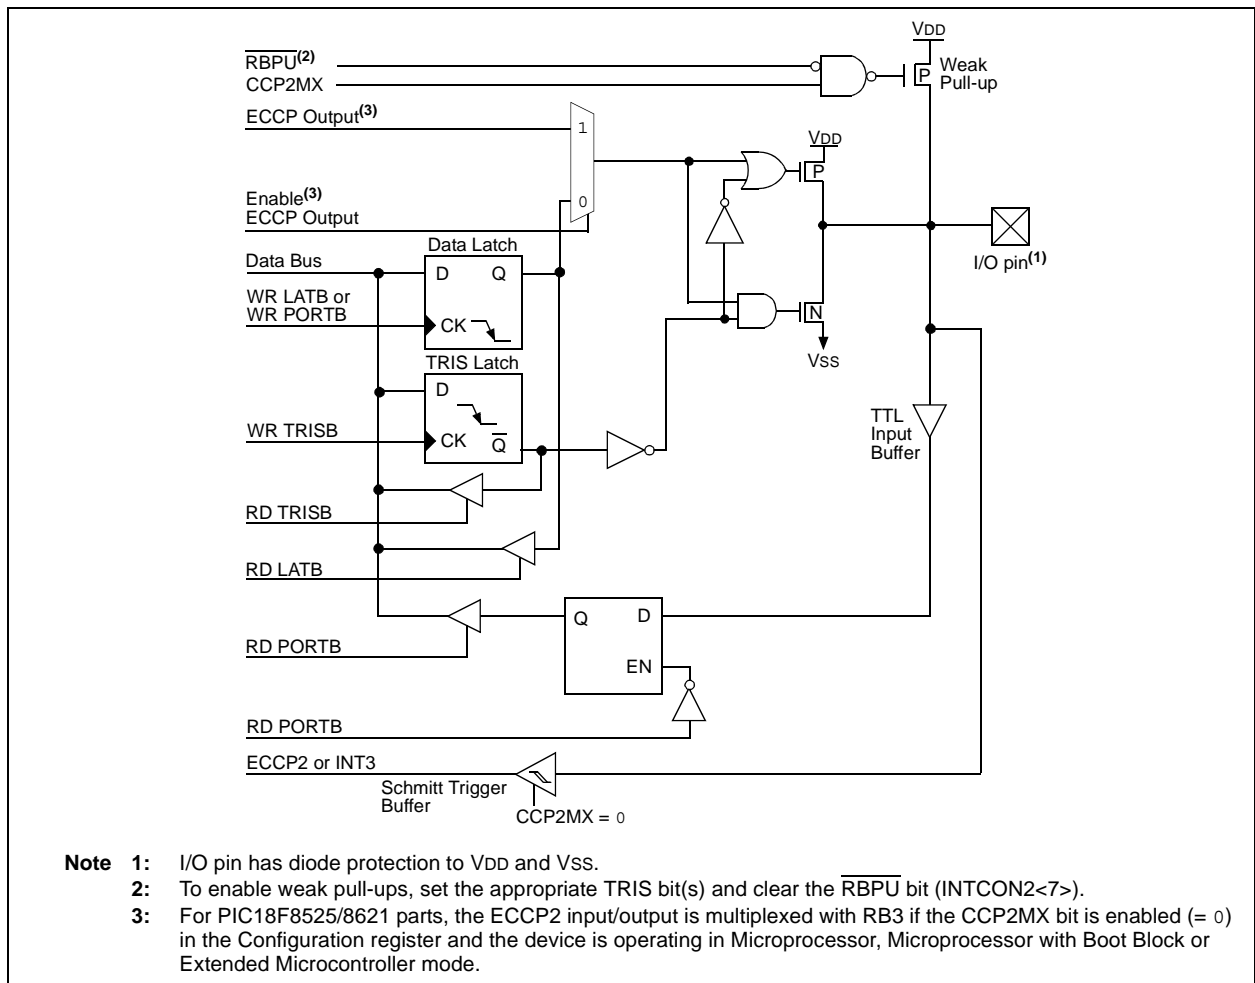 VDD
RBPU(2)
CCP2MX
P
Weak
Pull-up
ECCP Output(3)
1
VDD
P
Enable(3)
ECCP Output
0
I/O pin(1)
Data Latch
Data Bus
D Q
WR LATB or
WR PORTB
CK
N
VSS
TRIS Latch
D
WR TRISB
CK Q
TTL
Input
Buffer
RD TRISB
RD LATB
Q D
RD PORTB
EN
RD PORTB
ECCP2 or INT3
Schmitt Trigger
Buffer
CCP2MX = 0
Note 1: I/O pin has diode protection to VDD and VSS.
2: To enable weak pull-ups, set the appropriate TRIS bit(s) and clear the RBPU bit (INTCON2<7>).
3: For PIC18F8525/8621 parts, the ECCP2 input/output is multiplexed with RB3 if the CCP2MX bit is enabled (= 0)
in the Configuration register and the device is operating in Microprocessor, Microprocessor with Boot Block or
Extended Microcontroller mode.